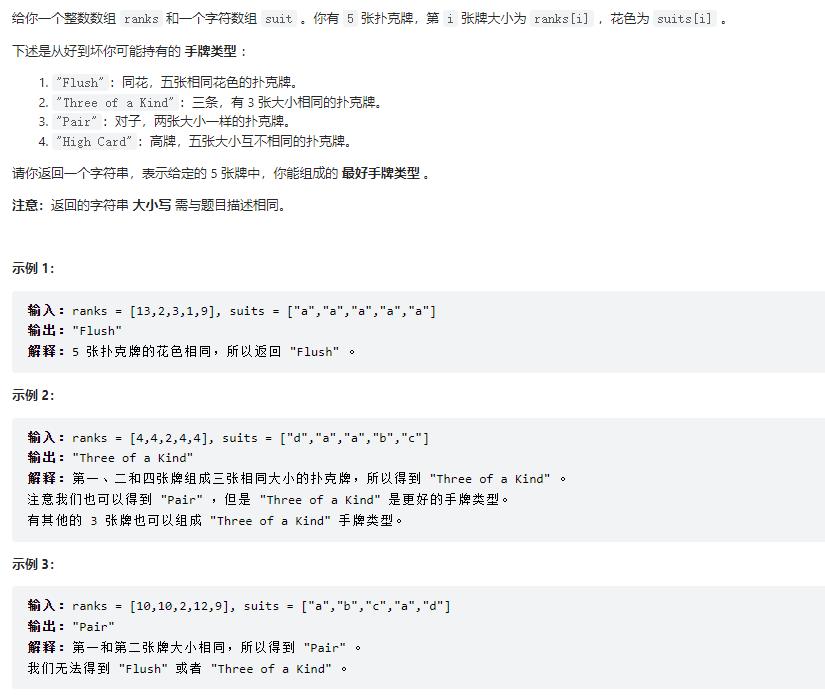 给你一个整数数组 ranks 和一个字符数组 suit 。你有 5 张扑克牌，第 i 张牌大小为 ranks[i] ，花色为 suits[i] 。
下述是从好到坏你可能持有的 手牌类型 ：
1. "Flush"：同花，五张相同花色的扑克牌。
2. "Three of a Kind"：三条，有 3 张大小相同的扑克牌。
3. "Pair"：对子，两张大小一样的扑克牌。
4. "High Card"：高牌，五张大小互不相同的扑克牌。
请你返回一个字符串，表示给定的 5 张牌中，你能组成的 最好手牌类型 。
注意：返回的字符串 大小写 需与题目描述相同。
示例 1：
输入：ranks = [13,2,3,1,9], suits = ["a","a","a","a","a"]
输出："Flush"
解释：5 张扑克牌的花色相同，所以返回 "Flush" 。
示例 2：
输入：ranks = [4,4,2,4,4], suits = ["d","a","a","b","c"]
输出："Three of a Kind"
解释：第一、二和四张牌组成三张相同大小的扑克牌，所以得到 "Three of a Kind" 。
注意我们也可以得到 "Pair" ，但是 "Three of a Kind" 是更好的手牌类型。
有其他的 3 张牌也可以组成 "Three of a Kind" 手牌类型。
示例 3：
输入：ranks = [10,10,2,12,9], suits = ["a","b","c","a","d"]
输出："Pair"
解释：第一和第二张牌大小相同，所以得到 "Pair" 。
我们无法得到 "Flush" 或者 "Three of a Kind" 。